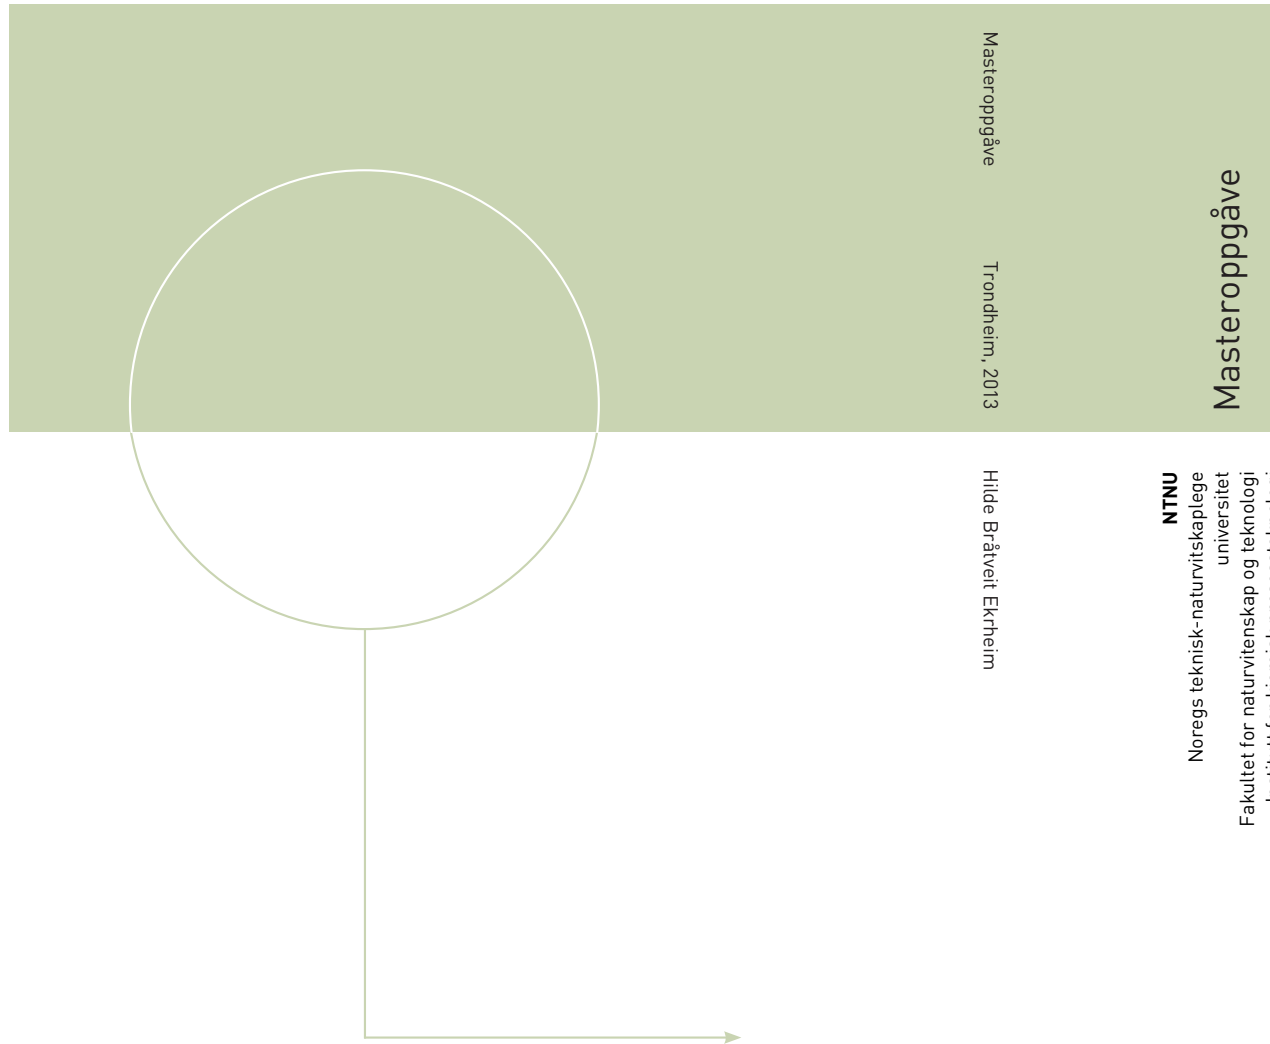 Masteroppgåve
Trondheim, 2013
Hilde Bråtveit Ekrheim
Masteroppgåve
NTNU
Noregs teknisk-naturvitskaplege
universitet
Fakultet for naturvitenskap og teknologi